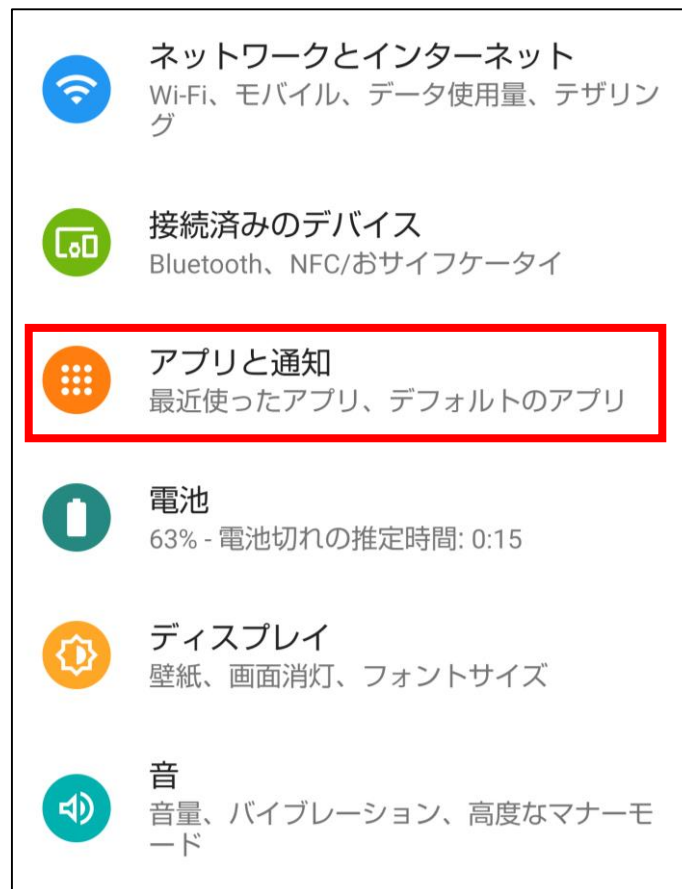 ネットワークとインターネット
Wi-Fi、モバイル、データ使用量、テザリン
グ
接続済みのデバイス
Bluetooth、NFC/おサイフケータイ
アプリと通知
最近使ったアプリ、デフォルトのアプリ
電池
63% - 電池切れの推定時間: 0:15
ディスプレイ
壁紙、画面消灯、フォントサイズ
音
音量、バイブレーション、高度なマナーモ
ード